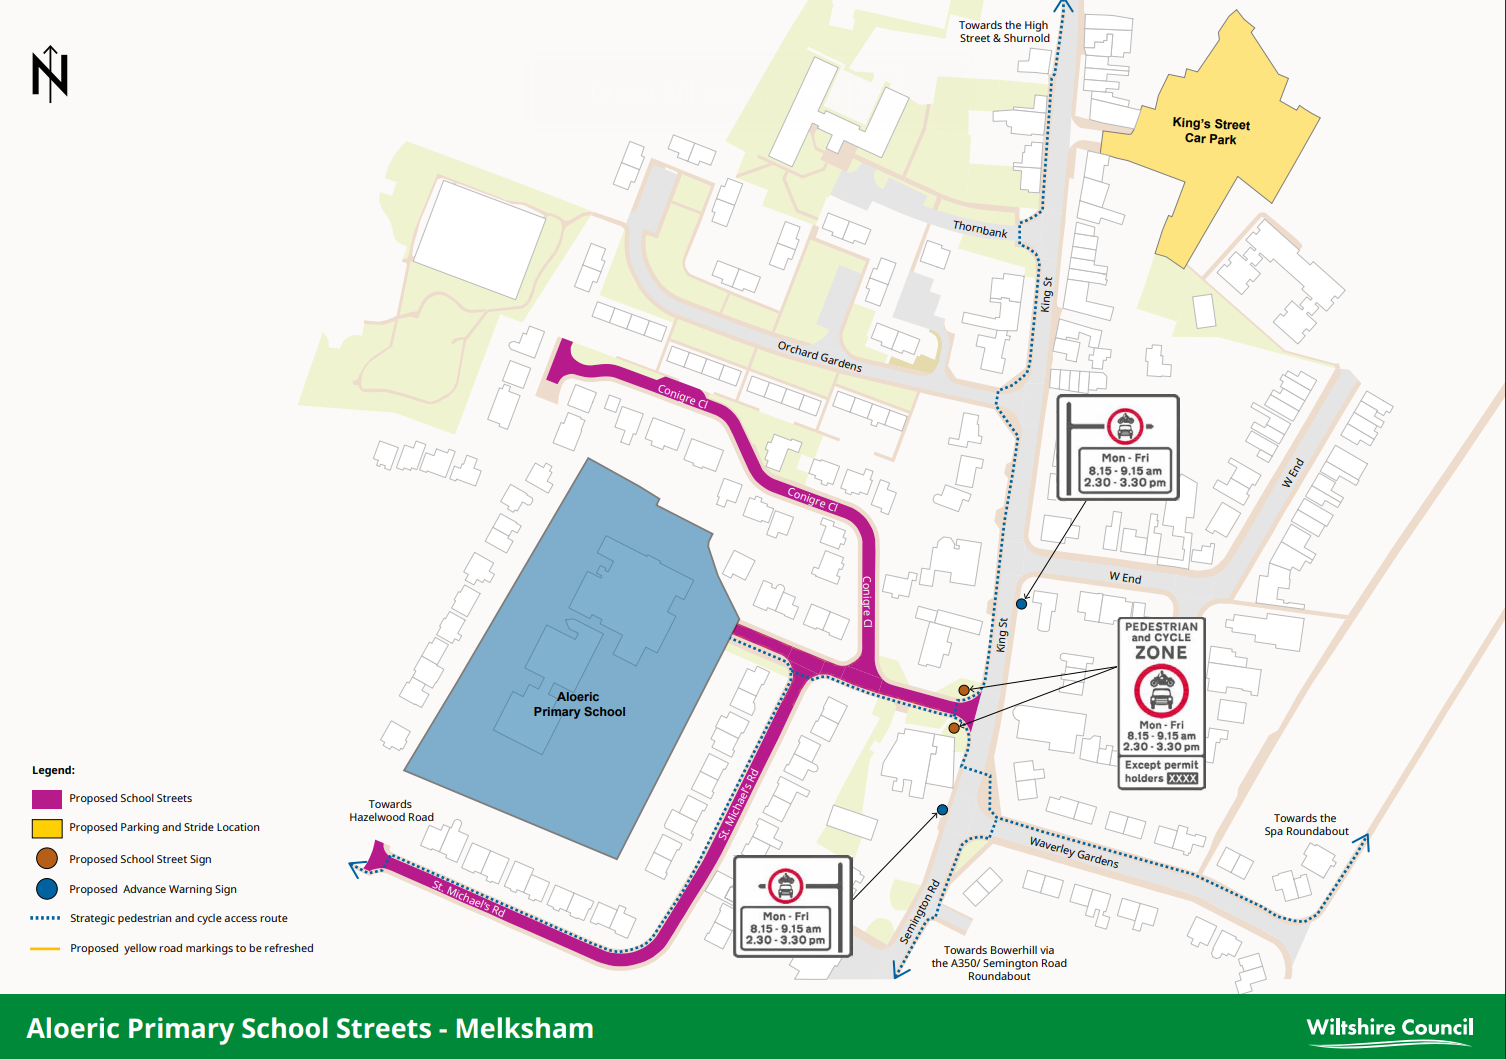 Towards the High
Street & Shurnold
N
King's Street
Car Park
Thornbank
King St
Orchard Gardens
Conigre Cl
Mon - Fri
8.15 - 9.15 am
2.30 - 3.30 pm
W End
Conigre Cl
W End
Conigre Cl
King St
PEDESTRIAN
and CYCLE
ZONE
Mon - Fri
8.15 - 9.15 am
2.30 - 3.30 pm
Except permit
holders XXXX
Aloeric
Primary School
St. Michael's Rd
Legend:
Proposed School Streets
Proposed Parking and Stride Location
Proposed School Street Sign
Proposed Advance Warning Sign
Strategic pedestrian and cycle access route
Proposed yellow road markings to be refreshed
Towards
Hazelwood Road
St. Michael's Rd
Mon - Fri
8.15 - 9.15 am
2.30 - 3.30 pm
Waverley Gardens
Towards the
Spa Roundabout
Semington Rd
Towards Bowerhill via
the A350/ Semington Road
Roundabout
Aloeric Primary School Streets - Melksham
Wiltshire Council